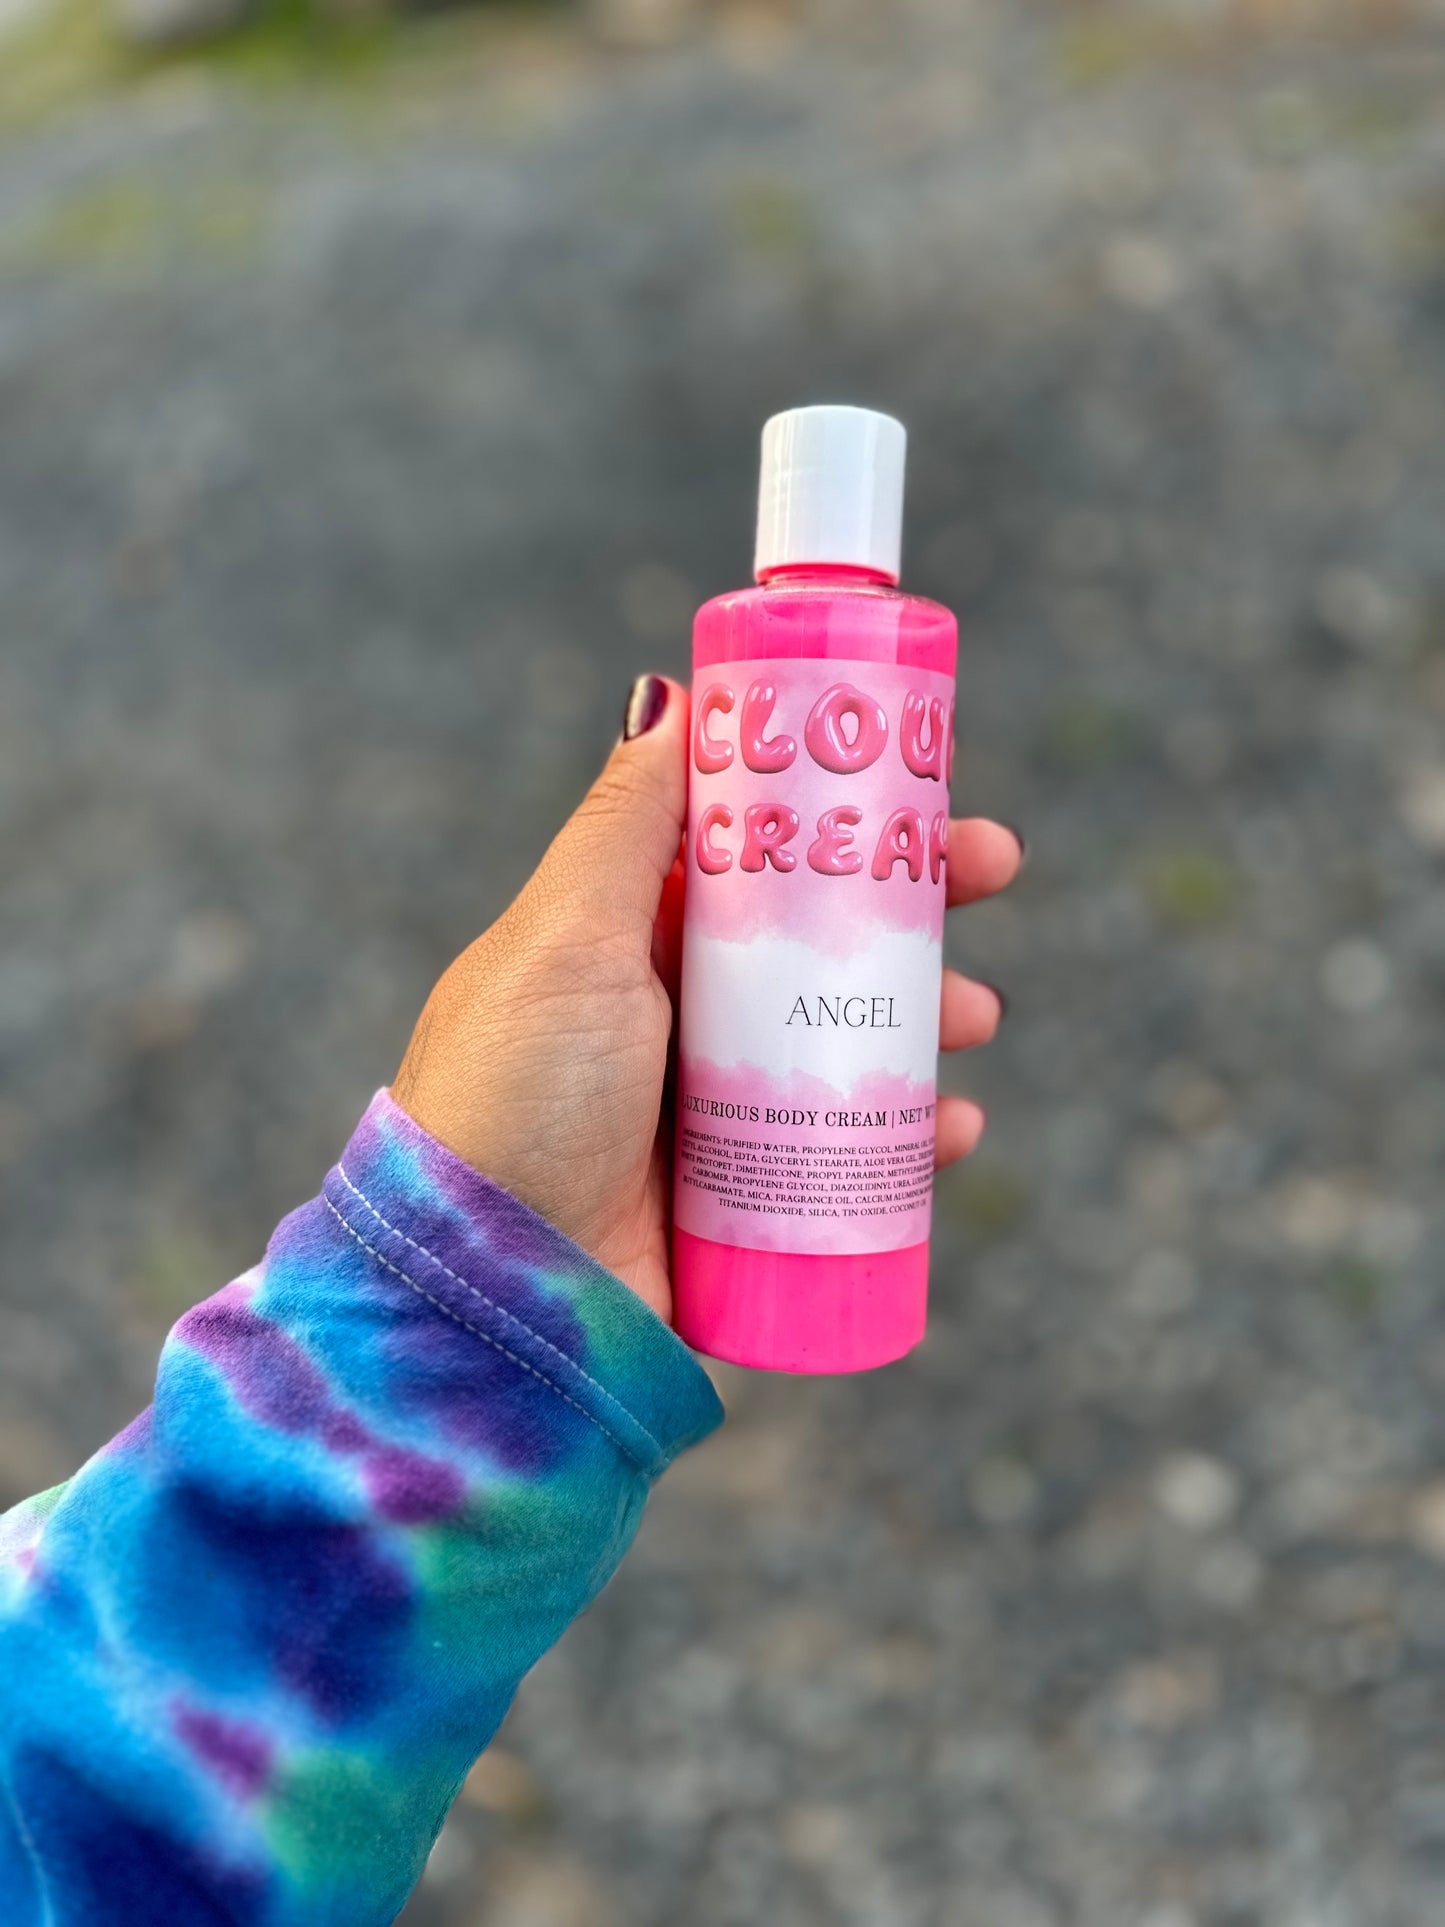 CLOU
CREAM
ANGEL
LUXURIOUS BODY CREAM | NET WT
INGREDIENTS: PURIFIED WATER, PROPYLENE GLYCOL, MINERAL OIL,
CETYL ALCOHOL, EDTA, GLYCERYL STEARATE, ALOE VERA GEL,
WHITE PROTOPET, DIMETHICONE, PROPYL PARABEN, METHYLPARABEN,
CARBOMER, PROPYLENE GLYCOL, DIAZOLIDINYL UREA,
BUTYLCARBAMATE, MICA, FRAGRANCE OIL, CALCIUM ALUMINUM
TITANIUM DIOXIDE, SILICA, TIN OXIDE, COCONUT OIL